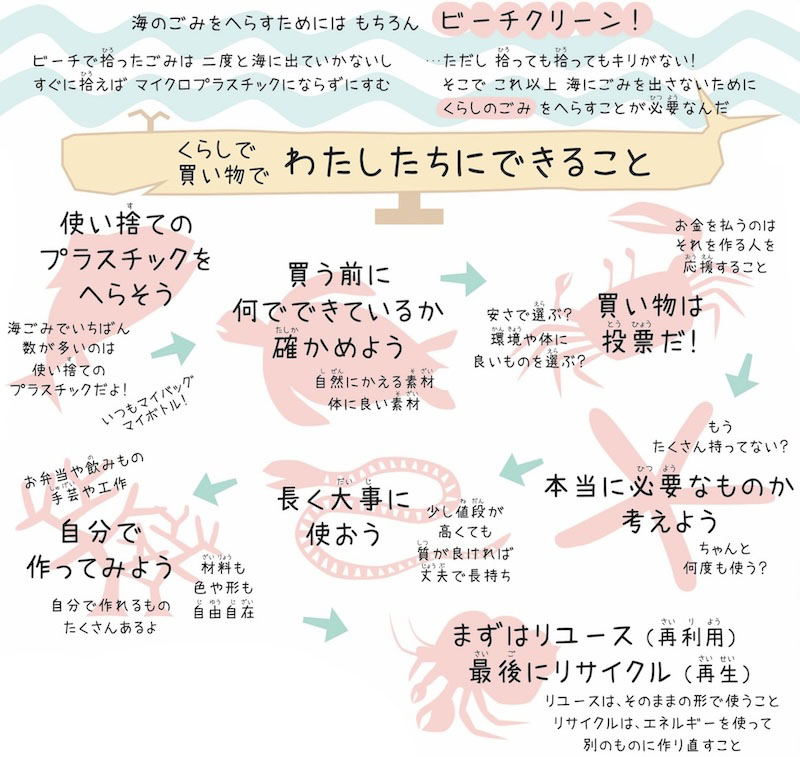 海のごみをへらすためには もちろん ビーチクリーン！
ビーチで拾ったごみは 二度と海に出ていかないし
すぐに拾えば マイクロプラスチックにならずにすむ
…ただし 拾っても拾ってもキリがない！
そこで これ以上 海にごみを出さないために
くらしのごみ をへらすことが必要なんだ
くらしで
買い物で
わたしたちにできること
使い捨ての
プラスチックを
へらそう
海ごみでいちばん
数が多いのは
使い捨ての
プラスチックだよ！
いつもマイバッグ
マイボトル！
買う前に
何でできているか
確かめよう
自然にかえる素材
体に良い素材
お金を払うのは
それを作る人を
応援すること
買い物は
投票だ！
安さで選ぶ？
環境や体に
良いものを選ぶ？
もう
たくさん持ってない？
本当に必要なものか
考えよう
ちゃんと
何度も使う？
長く大事に
使おう
少し値段が
高くても
質が良ければ
丈夫で長持ち
お弁当や飲みもの
手芸や工作
自分で
作ってみよう
材料も
色や形も
自由自在
自分で作れるもの
たくさんあるよ
まずはリユース（再利用）
最後にリサイクル（再生）
リユースは、そのままの形で使うこと
リサイクルは、エネルギーを使って
別のものに作り直すこと